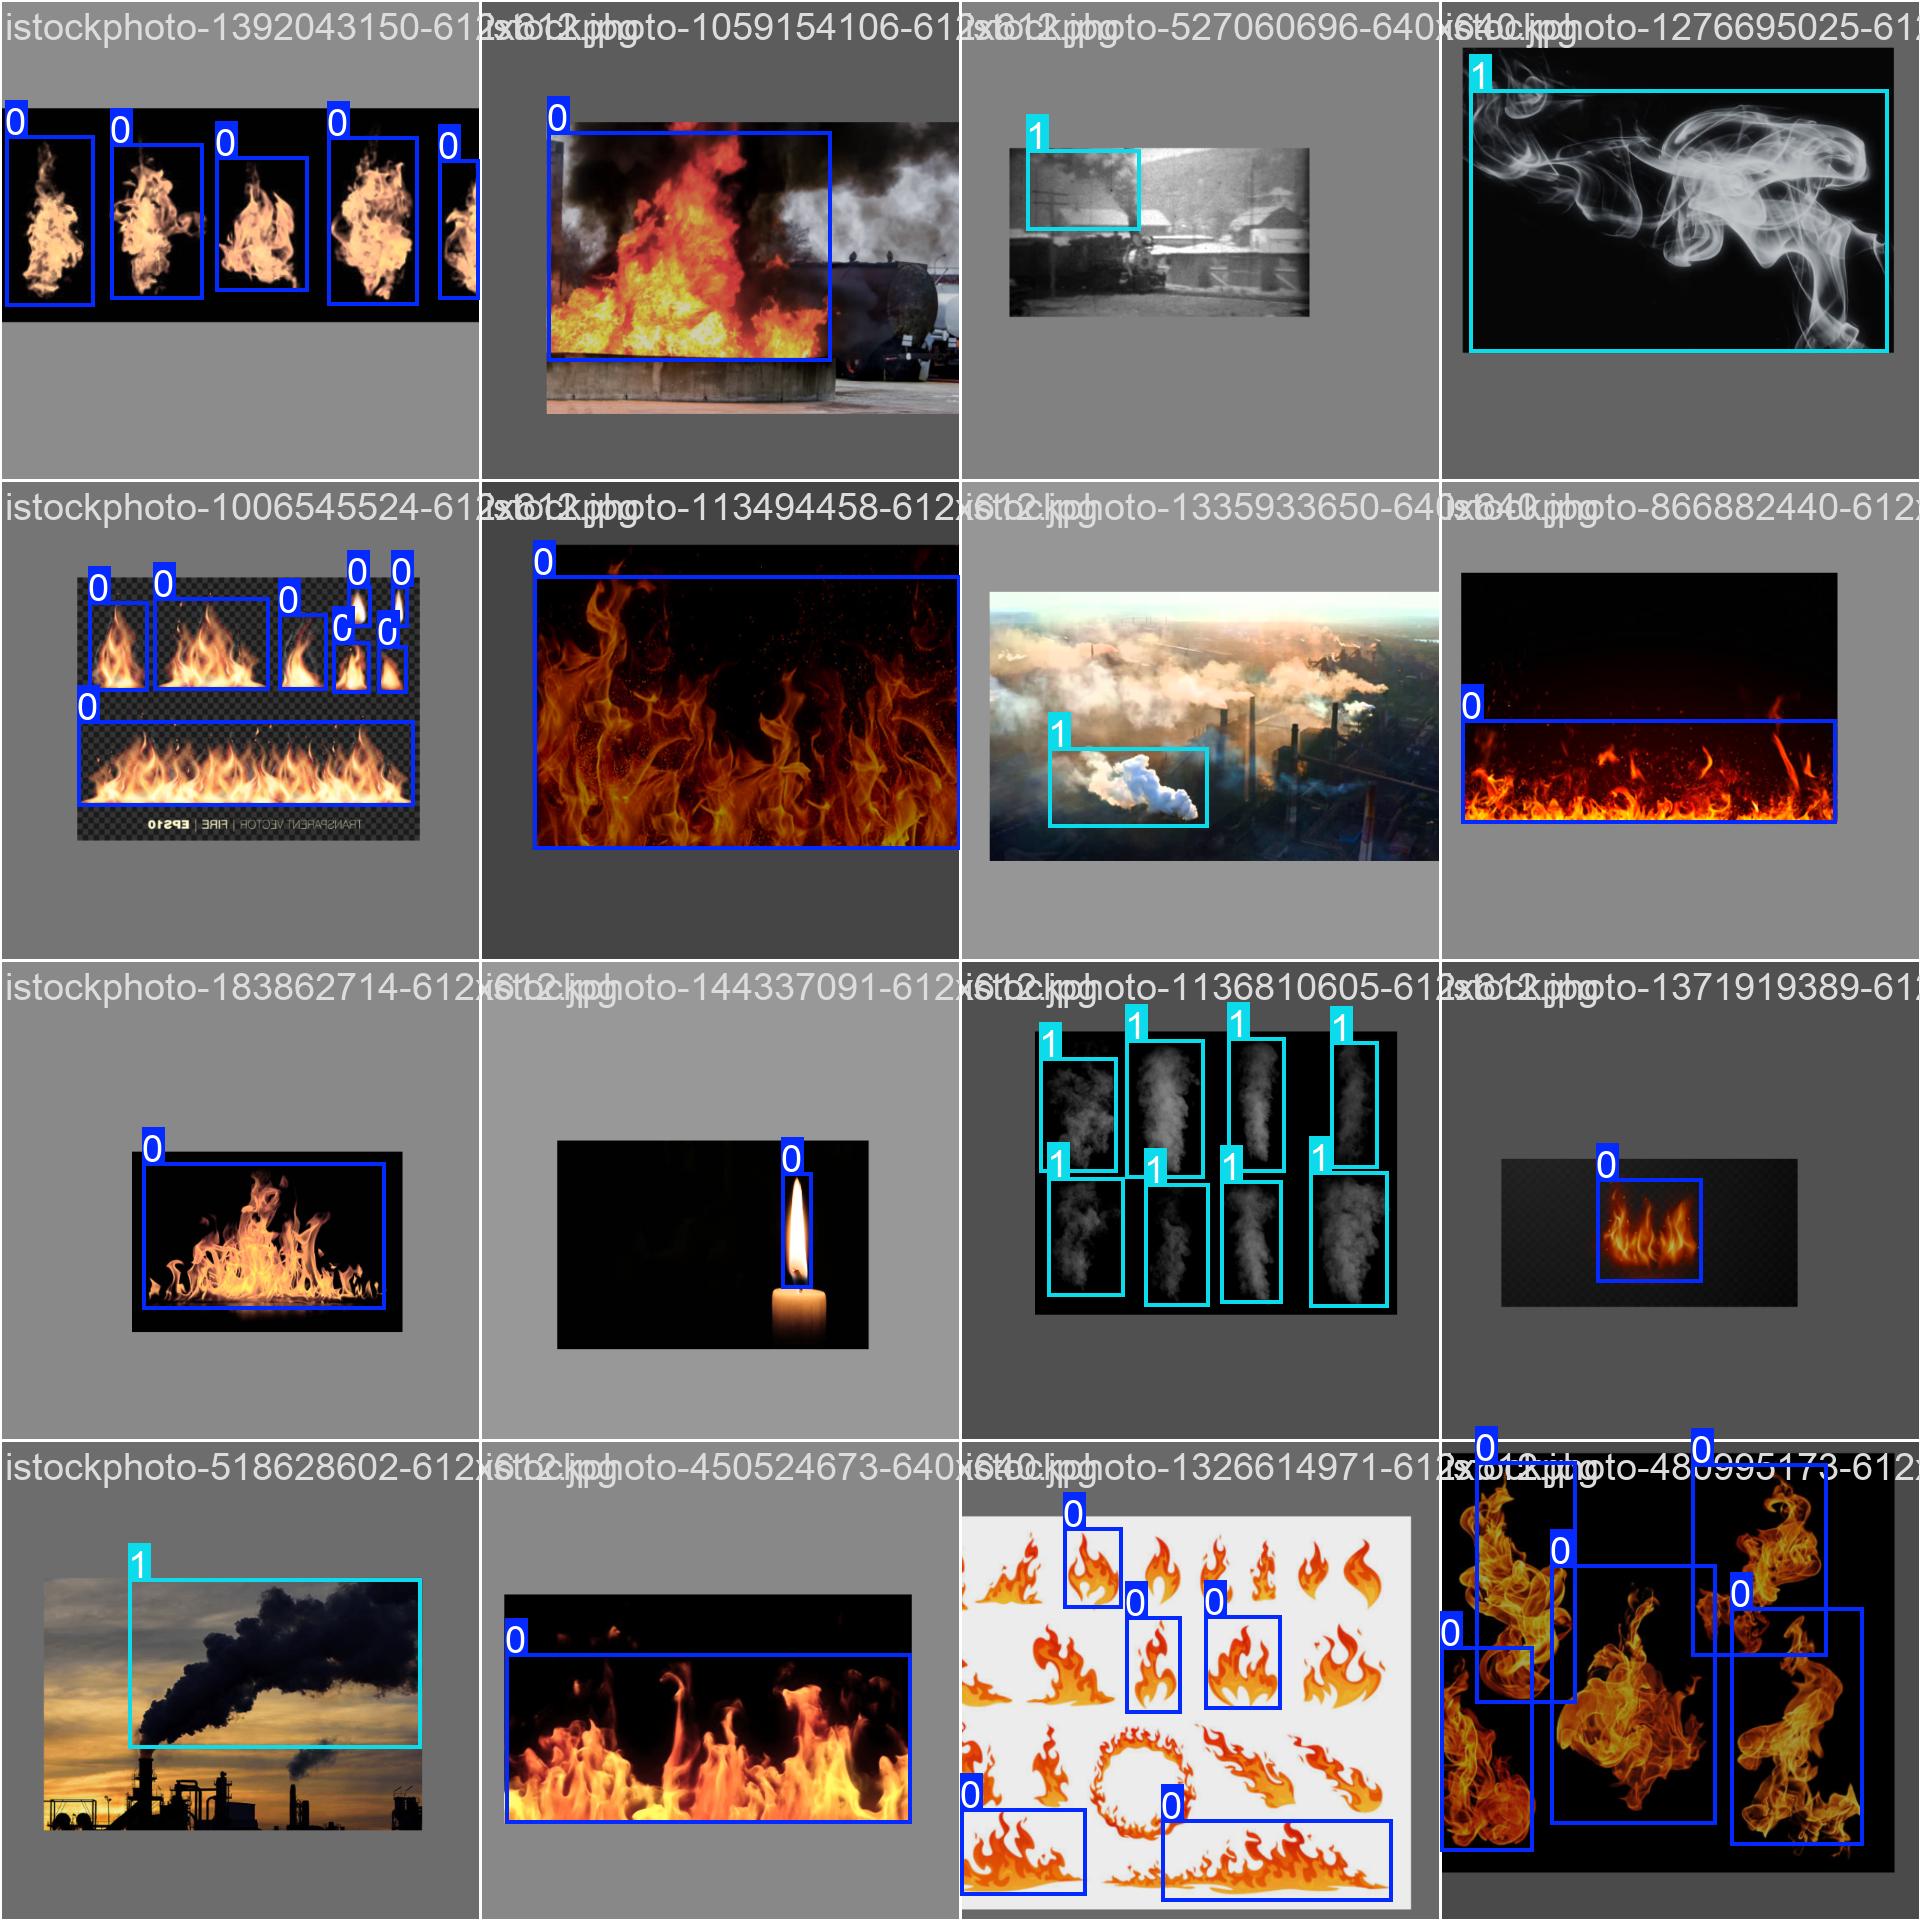 istockphoto-1392043150-612x612.jpg
istockphoto-1059154106-612x612.jpg
istockphoto-527060696-640x640.jpg
istockphoto-1276695025-612
1
0
0
0
0
0
0
1
istockphoto-1006545524-612x612.jpg
istockphoto-113494458-612x612.jpg
istockphoto-1335933650-640x640.jpg
istockphoto-866882440-612x
0
0
0
0
0
0
0
0
0
1
0
TRANSPARENT VECTOR | FIRE | EPS10
istockphoto-183862714-612x612.jpg
istockphoto-144337091-612x612.jpg
istockphoto-1136810605-612x612.jpg
istockphoto-1371919389-612
1
1
1
1
0
0
0
1
1
1
1
istockphoto-518628602-612x612.jpg
istockphoto-450524673-640x640.jpg
istockphoto-1326614971-612x612.jpg
istockphoto-480995173-612x
0
0
0
1
0
0
0
0
0
0
0
0